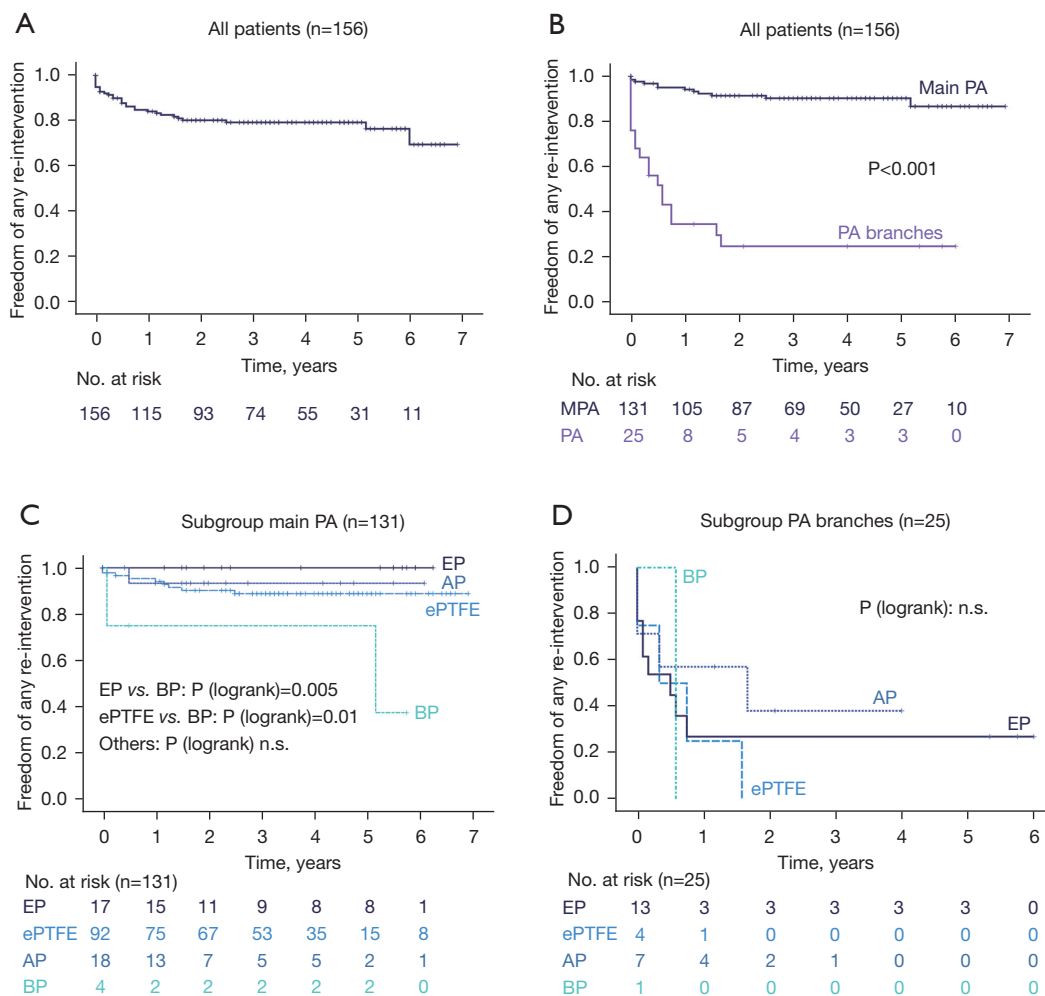 A
All patients (n=156)
Freedom of any re-intervention
1.0
0.8
0.6
0.4
0.2
0.0
0 1 2 3 4 5 6 7
Time, years
No. at risk
156 115 93 74 55 31 11
B
All patients (n=156)
Freedom of any re-intervention
1.0
0.8
0.6
0.4
0.2
0.0
Main PA
P<0.001
PA branches
0 1 2 3 4 5 6 7
Time, years
No. at risk
MPA 131 105 87 69 50 27 10
PA 25 8 5 4 3 3 0
C
Subgroup main PA (n=131)
Freedom of any re-intervention
1.0
0.8
0.6
0.4
0.2
0.0
EP
AP
ePTFE
EP vs. BP: P (logrank)=0.005
ePTFE vs. BP: P (logrank)=0.01
Others: P (logrank) n.s.
BP
0 1 2 3 4 5 6 7
Time, years
No. at risk (n=131)
EP 17 15 11 9 8 8 1
ePTFE 92 75 67 53 35 15 8
AP 18 13 7 5 5 2 1
BP 4 2 2 2 2 2 0
D
Subgroup PA branches (n=25)
Freedom of any re-intervention
1.0
0.8
0.6
0.4
0.2
0.0
BP
P (logrank): n.s.
AP
EP
ePTFE
0 1 2 3 4 5 6
Time, years
No. at risk (n=25)
EP 13 3 3 3 3 3 0
ePTFE 4 1 0 0 0 0 0
AP 7 4 2 1 0 0 0
BP 1 0 0 0 0 0 0